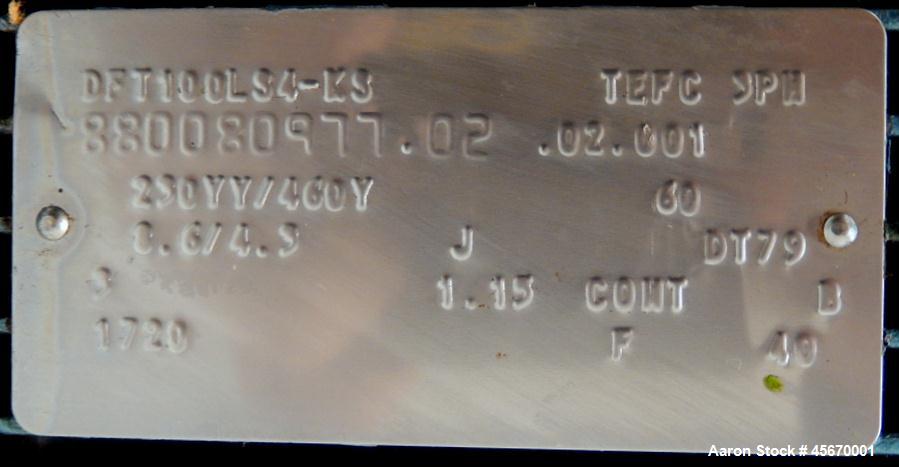 DFT100LS4-KS TEFC 3PH
880080977.02 .02.001
230YY/460Y 60
8.6/4.3 J DT79
1.15 CONT B
1720 F 40
Aaron Stock # 45670001